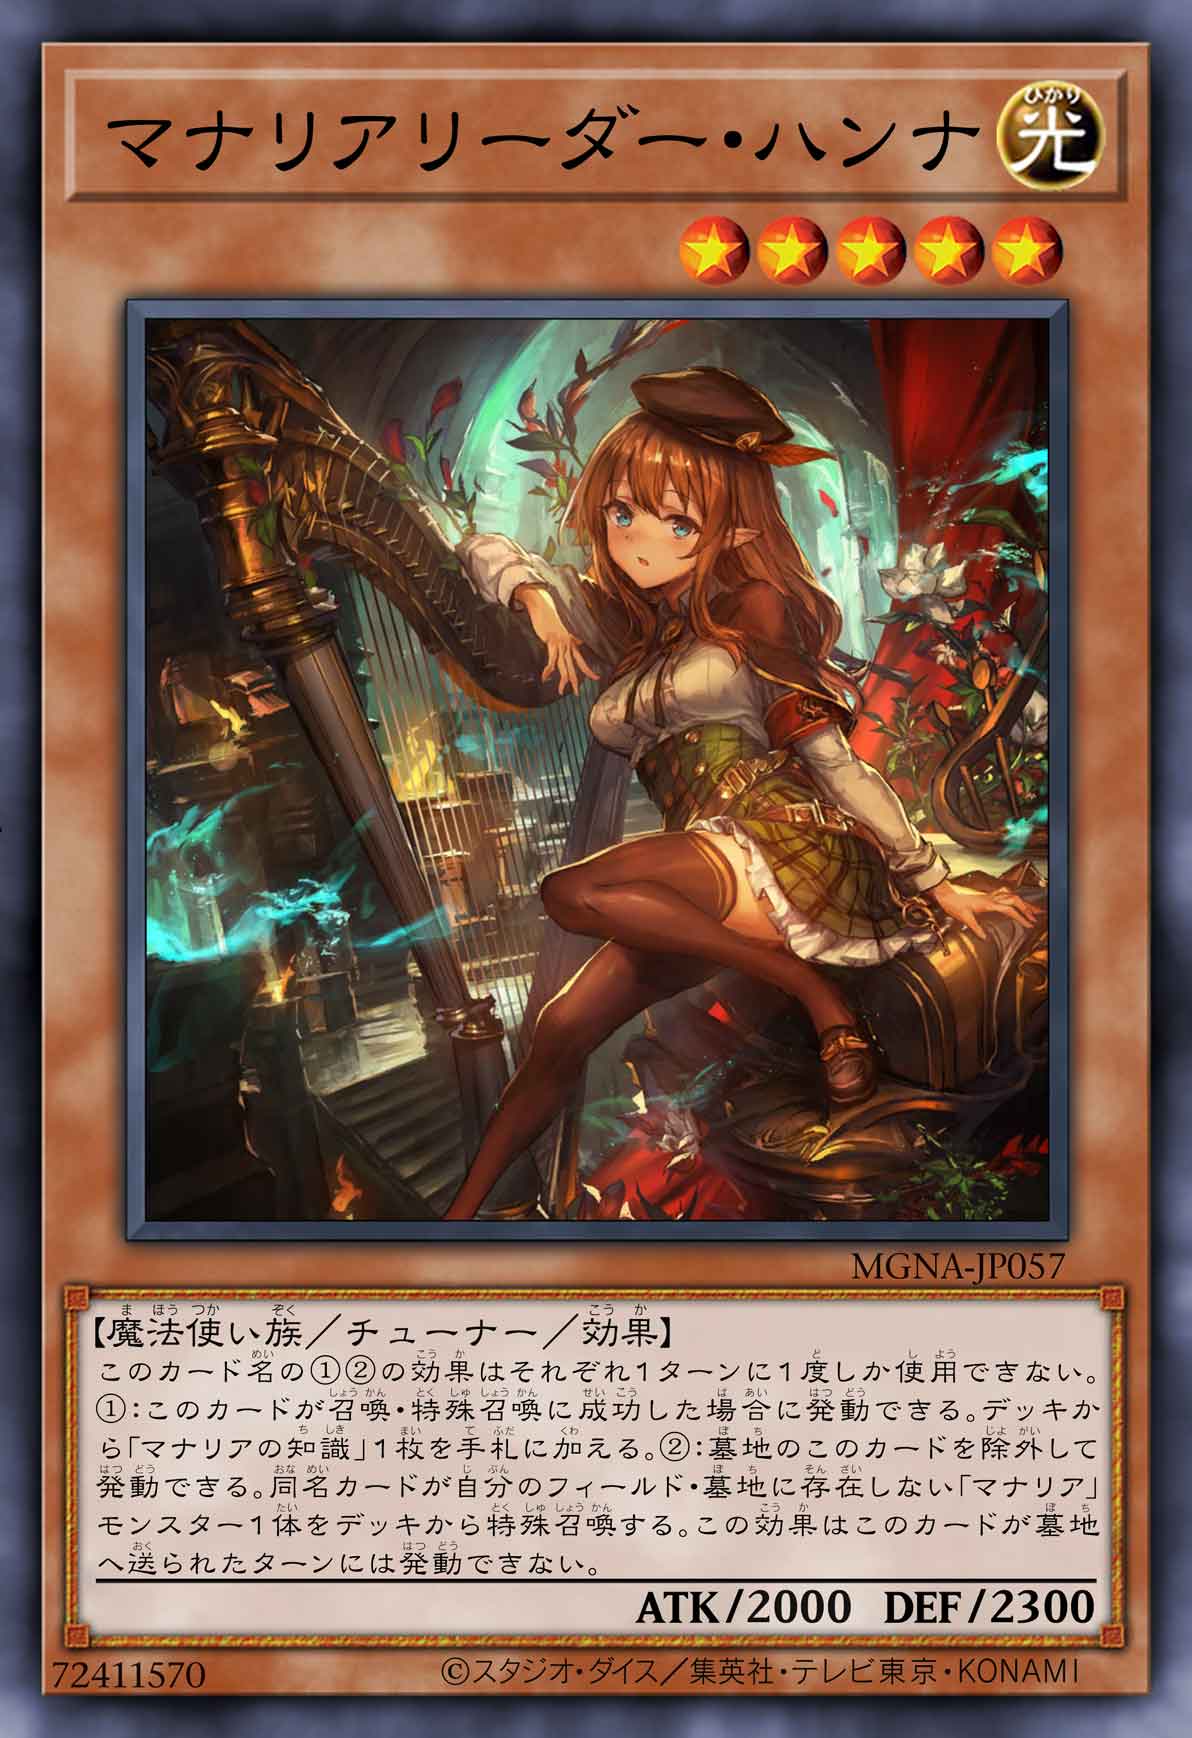 マナリアリーダー・ハンナ
光
ひかり
MGNA-JP057
【魔法使い族／チューナー／効果】
このカード名の①②の効果はそれぞれ1ターンに1度しか使用できない。
①：このカードが召喚・特殊召喚に成功した場合に発動できる。デッキか
ら「マナリアの知識」1枚を手札に加える。②：墓地のこのカードを除外して
発動できる。同名カードが自分のフィールド・墓地に存在しない「マナリア」
モンスター1体をデッキから特殊召喚する。この効果はこのカードが墓地
へ送られたターンには発動できない。
ATK/2000 DEF/2300
72411570 ©スタジオ・ダイス／集英社・テレビ東京・KONAMI